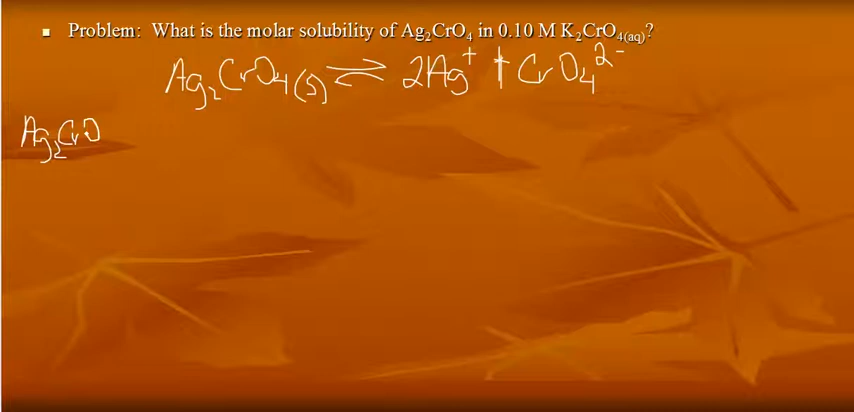 ▪ Problem: What is the molar solubility of Ag₂CrO₄ in 0.10 M K₂CrO₄₍aq₎?
Ag₂CrO₄(s) ⇌ 2Ag⁺ + CrO₄²⁻
Ag₂CrO